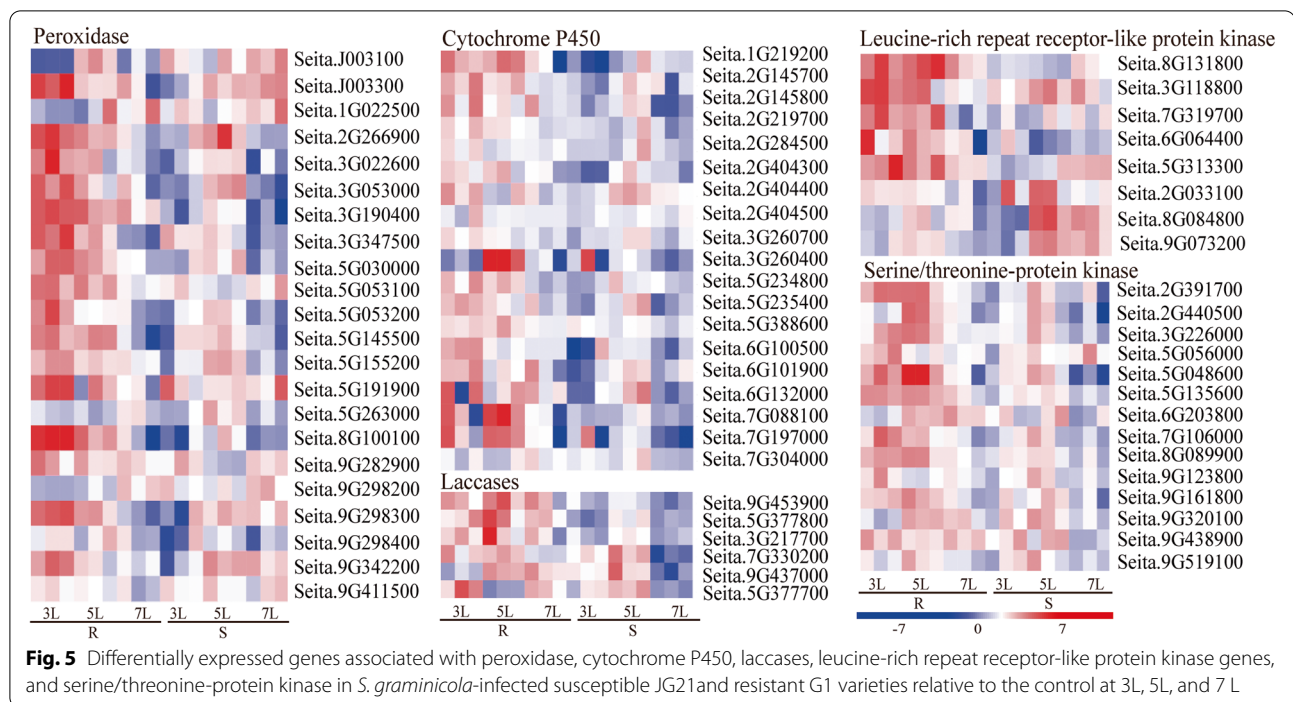 Peroxidase
Seita.J003100
Seita.J003300
Seita.1G022500
Seita.2G266900
Seita.3G022600
Seita.3G053000
Seita.3G190400
Seita.3G347500
Seita.5G030000
Seita.5G053100
Seita.5G053200
Seita.5G145500
Seita.5G155200
Seita.5G191900
Seita.5G263000
Seita.8G100100
Seita.9G282900
Seita.9G298200
Seita.9G298300
Seita.9G298400
Seita.9G342200
Seita.9G411500
3L 5L 7L 3L 5L 7L
R S
Cytochrome P450
Seita.1G219200
Seita.2G145700
Seita.2G145800
Seita.2G219700
Seita.2G284500
Seita.2G404300
Seita.2G404400
Seita.2G404500
Seita.3G260700
Seita.3G260400
Seita.5G234800
Seita.5G235400
Seita.5G388600
Seita.6G100500
Seita.6G101900
Seita.6G132000
Seita.7G088100
Seita.7G197000
Seita.7G304000
Laccases
Seita.9G453900
Seita.5G377800
Seita.3G217700
Seita.7G330200
Seita.9G437000
Seita.5G377700
3L 5L 7L 3L 5L 7L
R S
Leucine-rich repeat receptor-like protein kinase
Seita.8G131800
Seita.3G118800
Seita.7G319700
Seita.6G064400
Seita.5G313300
Seita.2G033100
Seita.8G084800
Seita.9G073200
Serine/threonine-protein kinase
Seita.2G391700
Seita.2G440500
Seita.3G226000
Seita.5G056000
Seita.5G048600
Seita.5G135600
Seita.6G203800
Seita.7G106000
Seita.8G089900
Seita.9G123800
Seita.9G161800
Seita.9G320100
Seita.9G438900
Seita.9G519100
3L 5L 7L 3L 5L 7L
R S
-7 0 7
Fig. 5 Differentially expressed genes associated with peroxidase, cytochrome P450, laccases, leucine-rich repeat receptor-like protein kinase genes,
and serine/threonine-protein kinase in S. graminicola-infected susceptible JG21and resistant G1 varieties relative to the control at 3L, 5L, and 7 L